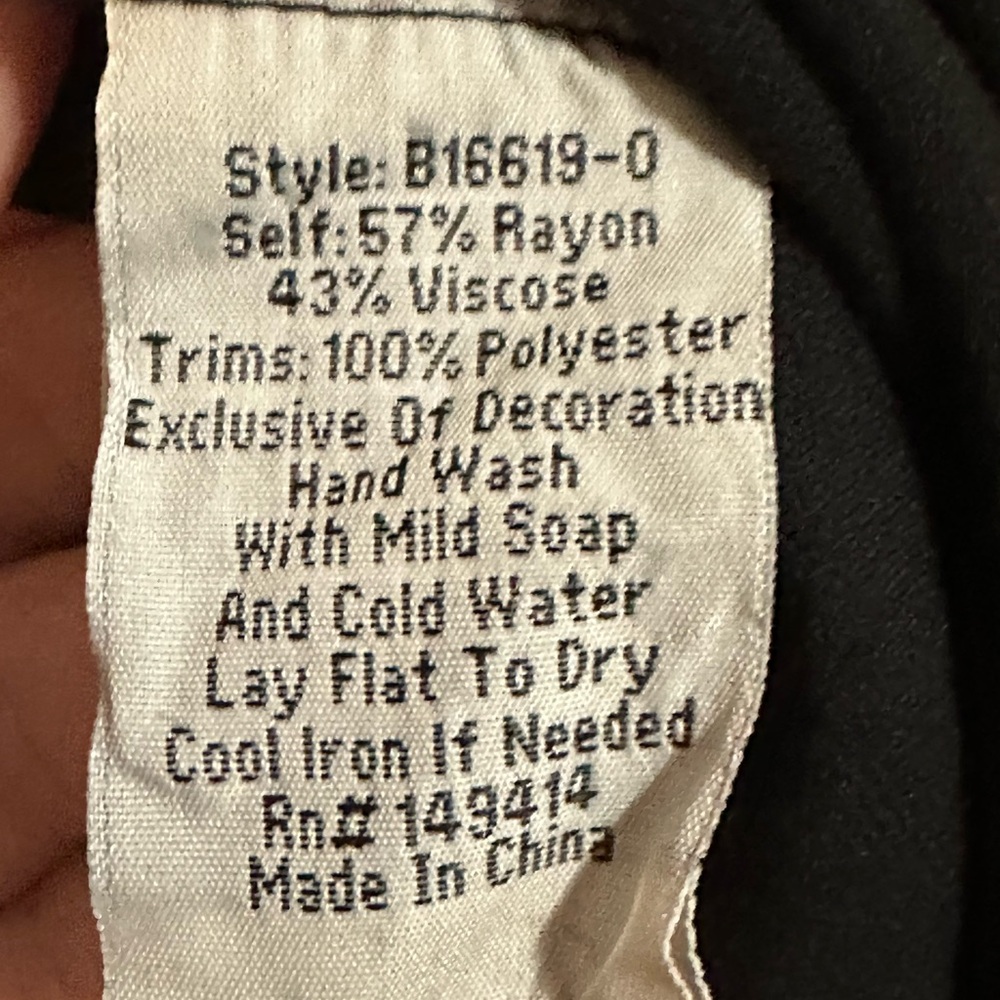 Style: B16619-0
Self: 57% Rayon
43% Viscose
Trims: 100% Polyester
Exclusive Of Decoration
Hand Wash
With Mild Soap
And Cold Water
Lay Flat To Dry
Cool Iron If Needed
Rn# 149414
Made In China